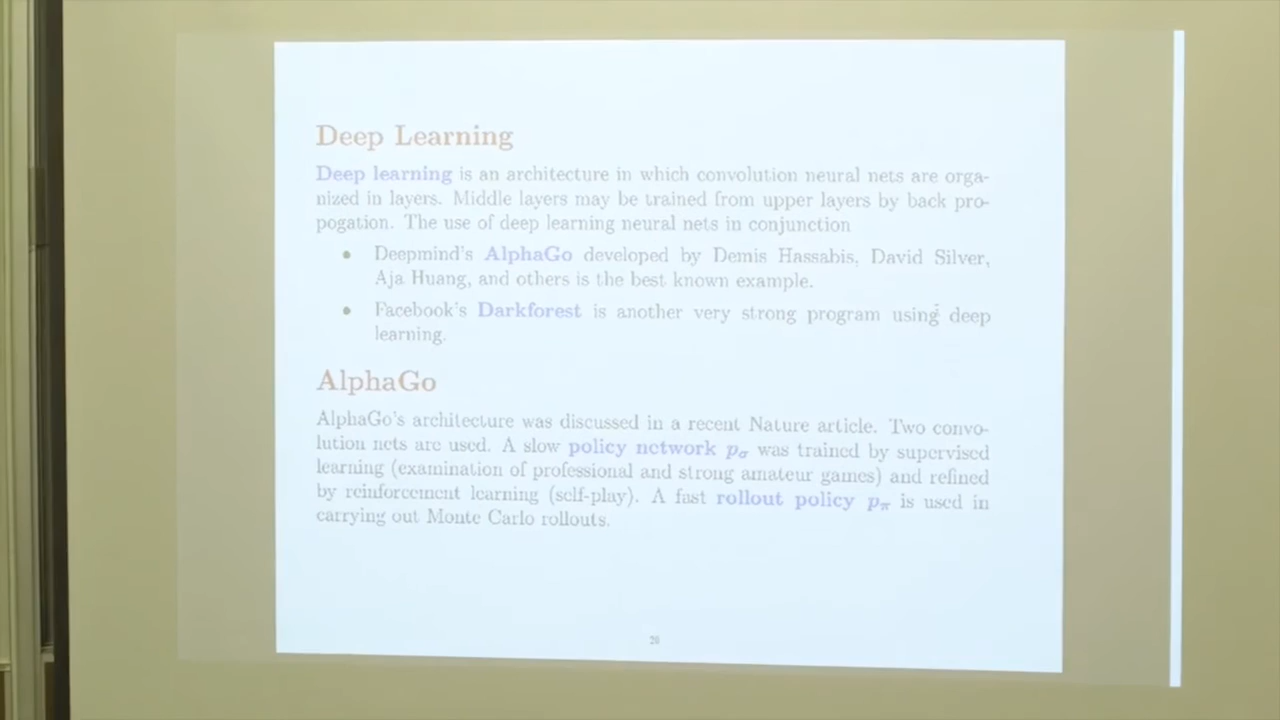 Deep Learning
Deep learning is an architecture in which convolution neural nets are orga-
nized in layers. Middle layers may be trained from upper layers by back pro-
pogation. The use of deep learning neural nets in conjunction
• Deepmind's AlphaGo developed by Demis Hassabis, David Silver,
Aja Huang, and others is the best known example.
• Facebook's Darkforest is another very strong program using deep
learning.
AlphaGo
AlphaGo's architecture was discussed in a recent Nature article. Two convo-
lution nets are used. A slow policy network pσ was trained by supervised
learning (examination of professional and strong amateur games) and refined
by reinforcement learning (self-play). A fast rollout policy pπ is used in
carrying out Monte Carlo rollouts.
20